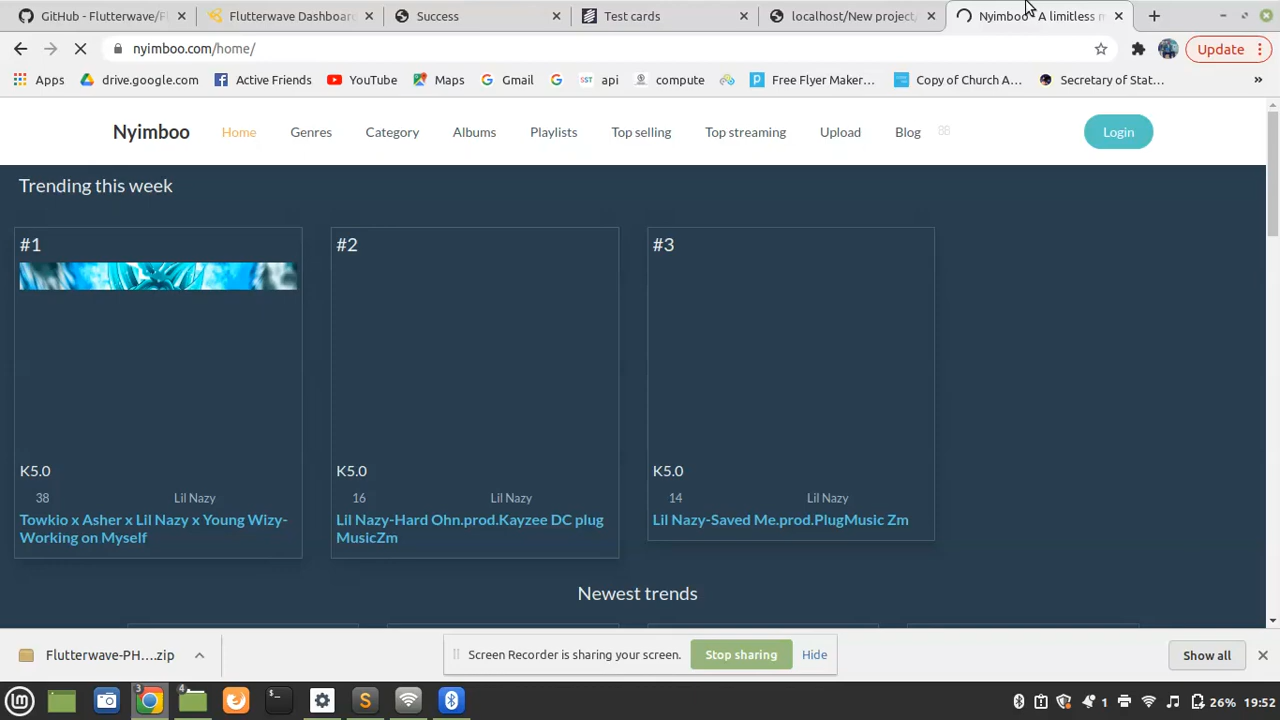 GitHub - Flutterwave/Fl
Flutterwave Dashboard
Success
Test cards
localhost/New project/
Nyimboo - A limitless m
nyimboo.com/home/
Update
Apps
drive.google.com
Active Friends
YouTube
Maps
Gmail
api
compute
Free Flyer Maker...
Copy of Church A...
Secretary of Stat...
»
Nyimboo
Home
Genres
Category
Albums
Playlists
Top selling
Top streaming
Upload
Blog
Login
Trending this week
#1
#2
#3
K5.0
K5.0
K5.0
38 Lil Nazy
16 Lil Nazy
14 Lil Nazy
Towkio x Asher x Lil Nazy x Young Wizy-
Working on Myself
Lil Nazy-Hard Ohn.prod.Kayzee DC plug
MusicZm
Lil Nazy-Saved Me.prod.PlugMusic Zm
Newest trends
Flutterwave-PH....zip
Screen Recorder is sharing your screen.
Stop sharing
Hide
Show all
3
4
1
26%
19:52